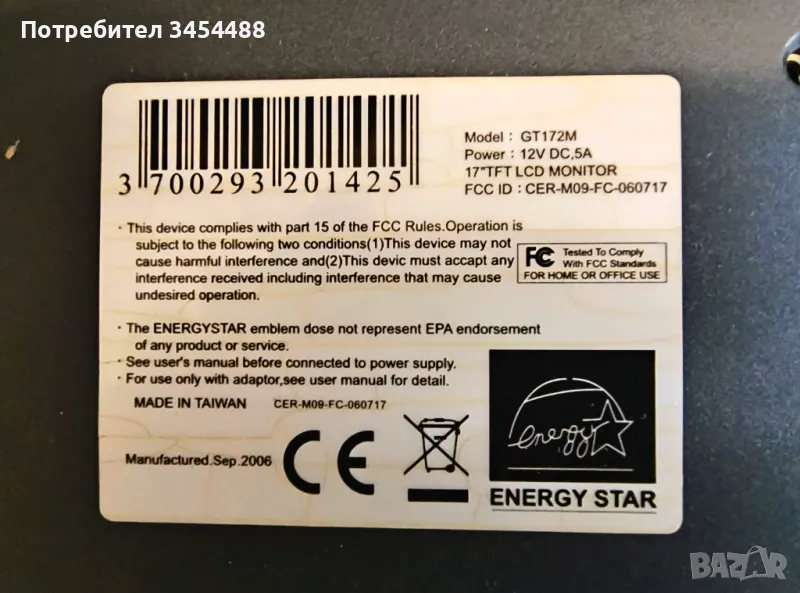 Потребител 3454488
3 700293 201425
Model : GT172M
Power : 12V DC,5A
17"TFT LCD MONITOR
FCC ID : CER-M09-FC-060717
· This device complies with part 15 of the FCC Rules.Operation is
subject to the following two conditions(1)This device may not
cause harmful interference and(2)This devic must accept any
interference received including interference that may cause
undesired operation.
FC Tested To Comply
With FCC Standards
FOR HOME OR OFFICE USE
· The ENERGYSTAR emblem dose not represent EPA endorsement
of any product or service.
· See user's manual before connected to power supply.
· For use only with adaptor,see user manual for detail.
MADE IN TAIWAN CER-M09-FC-060717
Manufactured.Sep.2006
CE
energy
ENERGY STAR
BAZAR